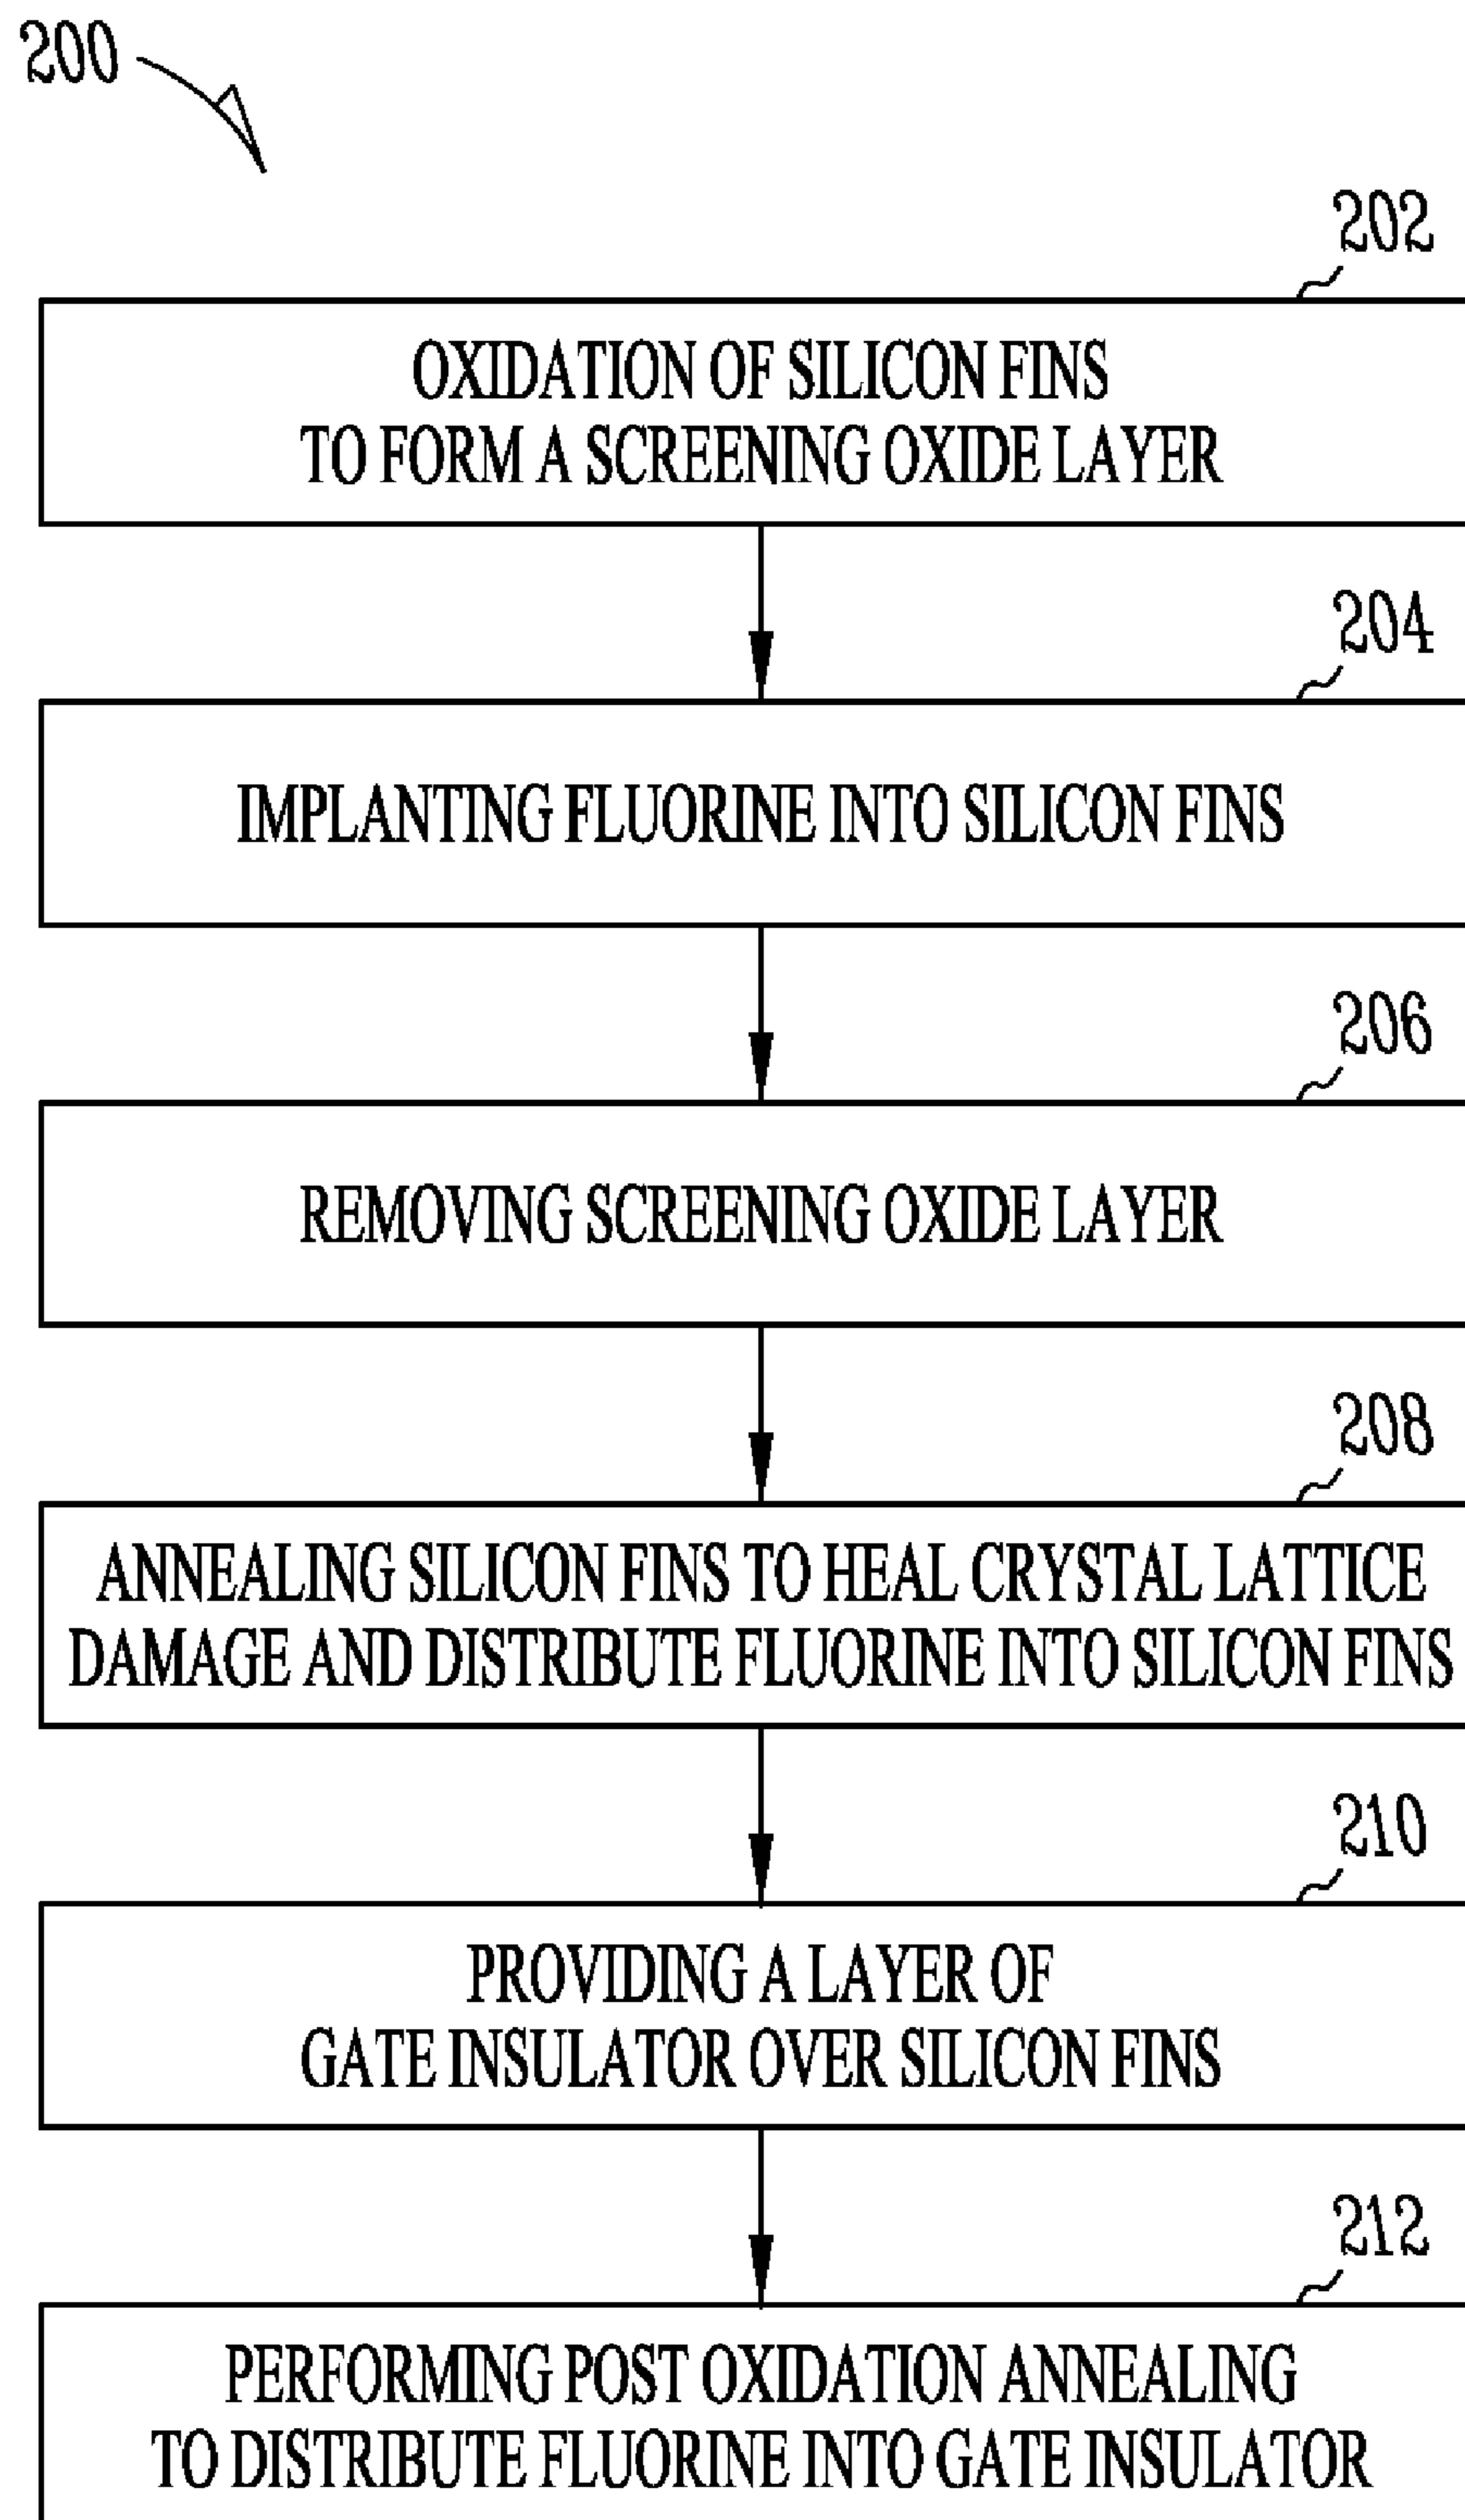 200
202
OXIDATION OF SILICON FINS
TO FORM A SCREENING OXIDE LAYER
204
IMPLANTING FLUORINE INTO SILICON FINS
206
REMOVING SCREENING OXIDE LAYER
208
ANNEALING SILICON FINS TO HEAL CRYSTAL LATTICE
DAMAGE AND DISTRIBUTE FLUORINE INTO SILICON FINS
210
PROVIDING A LAYER OF
GATE INSULATOR OVER SILICON FINS
212
PERFORMING POST OXIDATION ANNEALING
TO DISTRIBUTE FLUORINE INTO GATE INSULATOR